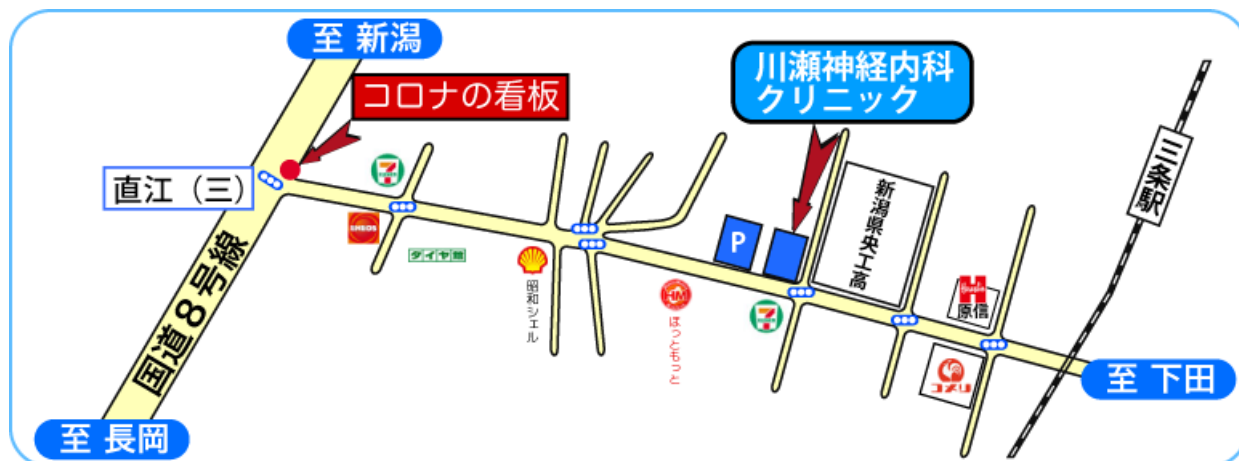 至 新潟
コロナの看板
川瀬神経内科
クリニック
直江（三）
国道８号線
至 長岡
ENEOS
タイヤ館
昭和シェル
HM
ほっともっと
P
新潟県央工高
原信
コメリ
三条駅
至 下田
7
7
H